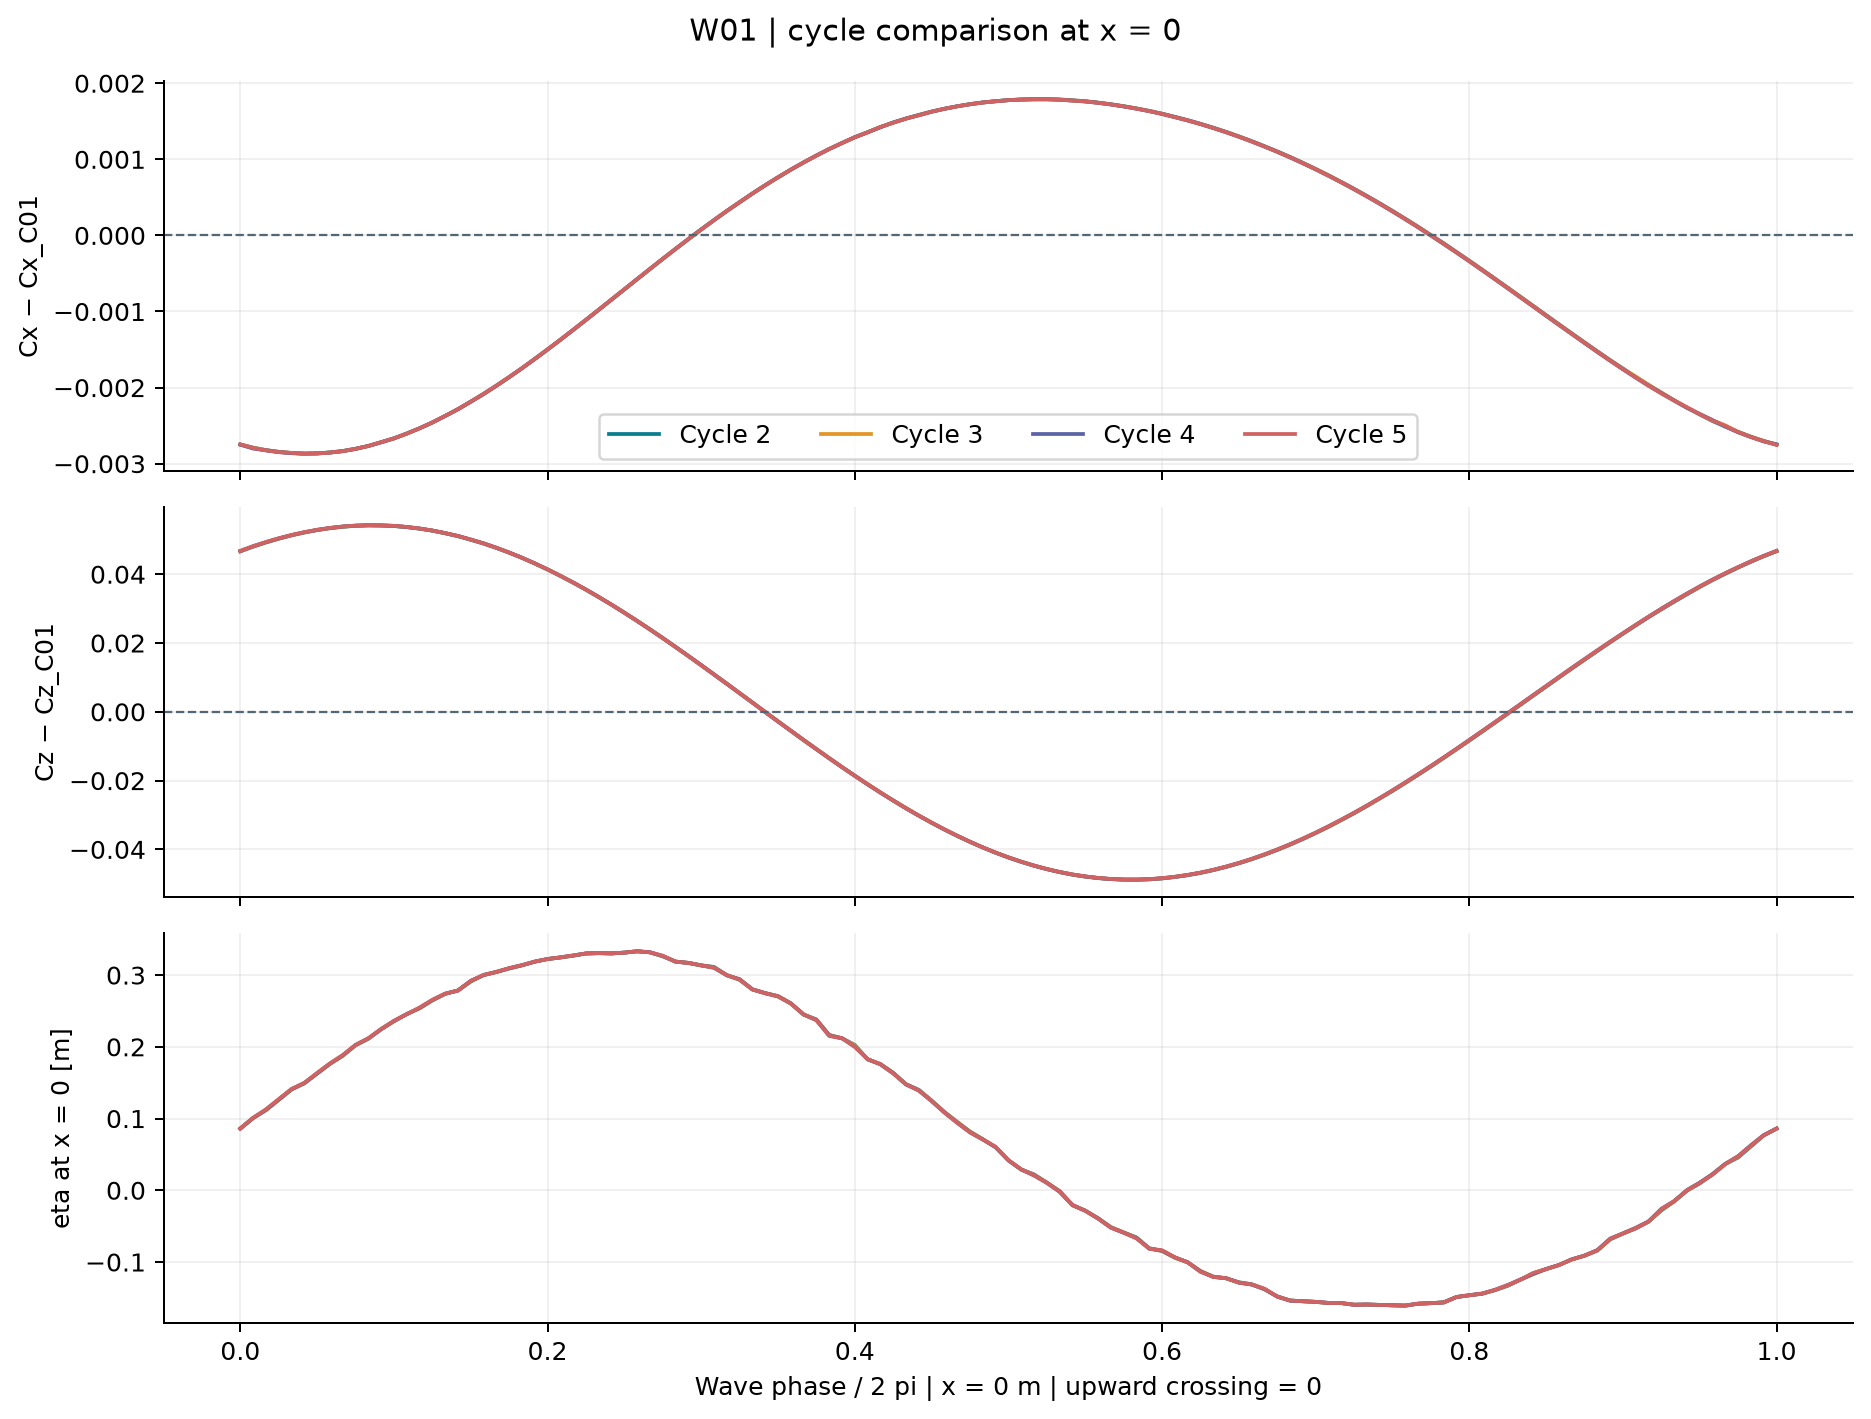 W01 | cycle comparison at x = 0
0.002
0.001
0.000
−0.001
−0.002
−0.003
Cx − Cx_C01
Cycle 2
Cycle 3
Cycle 4
Cycle 5
0.04
0.02
0.00
−0.02
−0.04
Cz − Cz_C01
0.3
0.2
0.1
0.0
−0.1
eta at x = 0 [m]
0.0 0.2 0.4 0.6 0.8 1.0
Wave phase / 2 pi | x = 0 m | upward crossing = 0